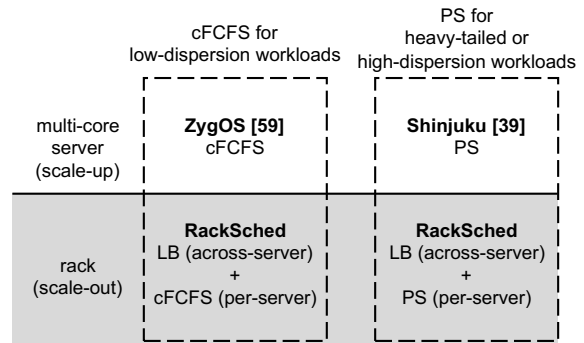 cFCFS for
low-dispersion workloads
PS for
heavy-tailed or
high-dispersion workloads
multi-core
server
(scale-up)
ZygOS [59]
cFCFS
Shinjuku [39]
PS
rack
(scale-out)
RackSched
LB (across-server)
+
cFCFS (per-server)
RackSched
LB (across-server)
+
PS (per-server)